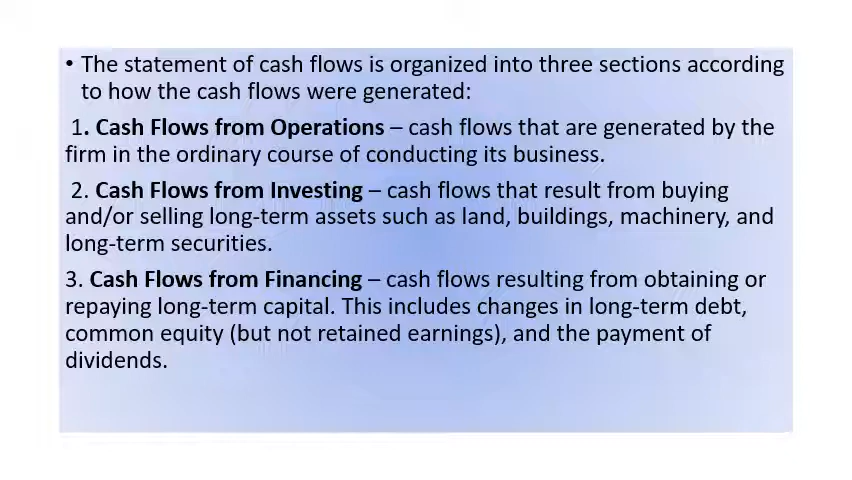 • The statement of cash flows is organized into three sections according
to how the cash flows were generated:
1. Cash Flows from Operations – cash flows that are generated by the
firm in the ordinary course of conducting its business.
2. Cash Flows from Investing – cash flows that result from buying
and/or selling long-term assets such as land, buildings, machinery, and
long-term securities.
3. Cash Flows from Financing – cash flows resulting from obtaining or
repaying long-term capital. This includes changes in long-term debt,
common equity (but not retained earnings), and the payment of
dividends.